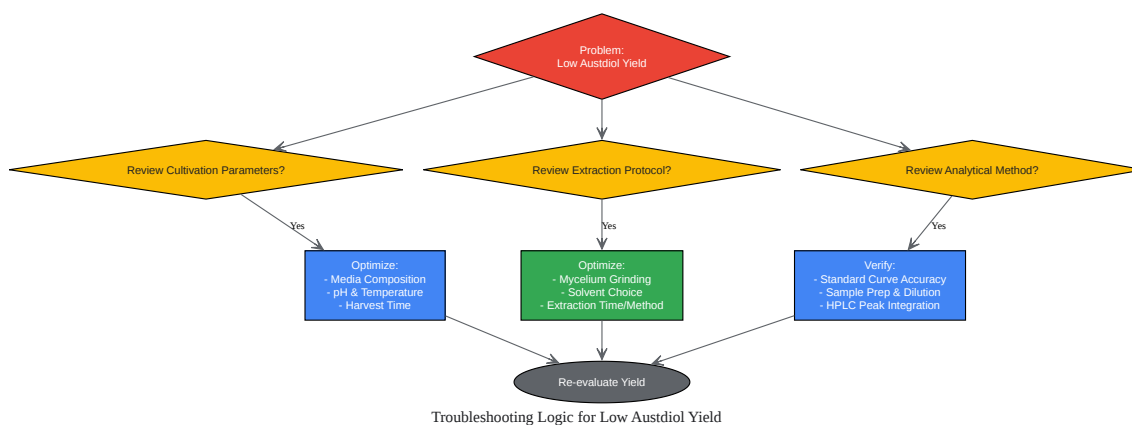 Problem:
Low Austdiol Yield
Review Cultivation Parameters?
Review Extraction Protocol?
Review Analytical Method?
Yes
Yes
Yes
Optimize:
- Media Composition
- pH & Temperature
- Harvest Time
Optimize:
- Mycelium Grinding
- Solvent Choice
- Extraction Time/Method
Verify:
- Standard Curve Accuracy
- Sample Prep & Dilution
- HPLC Peak Integration
Re-evaluate Yield
Troubleshooting Logic for Low Austdiol Yield